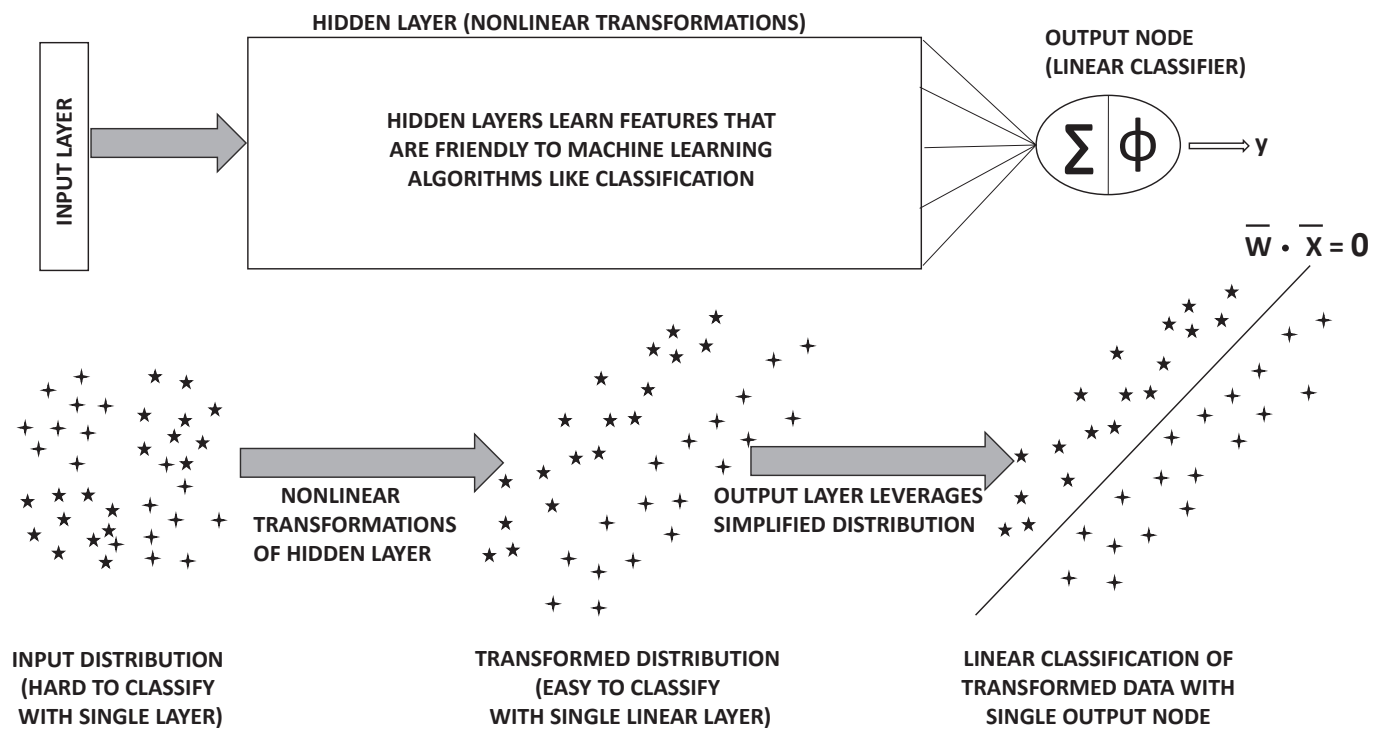 HIDDEN LAYER (NONLINEAR TRANSFORMATIONS)
INPUT LAYER
HIDDEN LAYERS LEARN FEATURES THAT
ARE FRIENDLY TO MACHINE LEARNING
ALGORITHMS LIKE CLASSIFICATION
OUTPUT NODE
(LINEAR CLASSIFIER)
∑ ϕ
y
W̅ · X̅ = 0
NONLINEAR
TRANSFORMATIONS
OF HIDDEN LAYER
OUTPUT LAYER LEVERAGES
SIMPLIFIED DISTRIBUTION
INPUT DISTRIBUTION
(HARD TO CLASSIFY
WITH SINGLE LAYER)
TRANSFORMED DISTRIBUTION
(EASY TO CLASSIFY
WITH SINGLE LINEAR LAYER)
LINEAR CLASSIFICATION OF
TRANSFORMED DATA WITH
SINGLE OUTPUT NODE